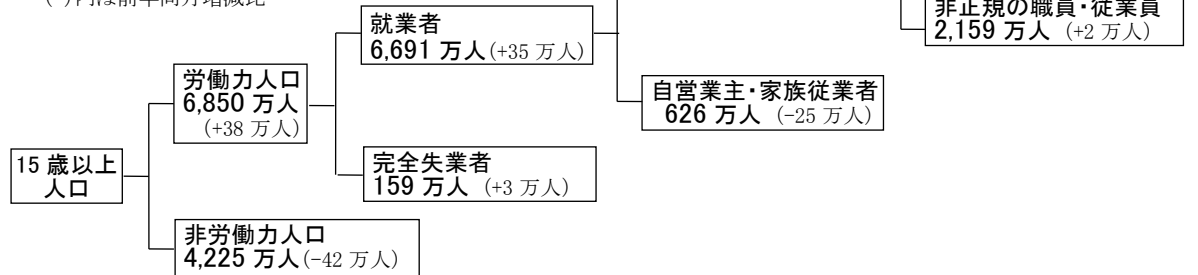 ( )内は前年同月増減比
非正規の職員・従業員
2,159 万人 (+2 万人)
就業者
6,691 万人(+35 万人)
自営業主・家族従業者
626 万人 (-25 万人)
労働力人口
6,850 万人
(+38 万人)
完全失業者
159 万人 (+3 万人)
15 歳以上
人口
非労働力人口
4,225 万人(-42 万人)